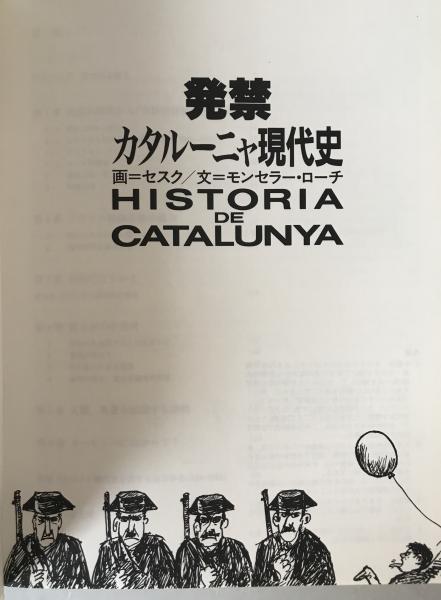 発禁
カタルーニャ現代史
画=セスク/文=モンセラー・ローチ
HISTORIA
DE
CATALUNYA